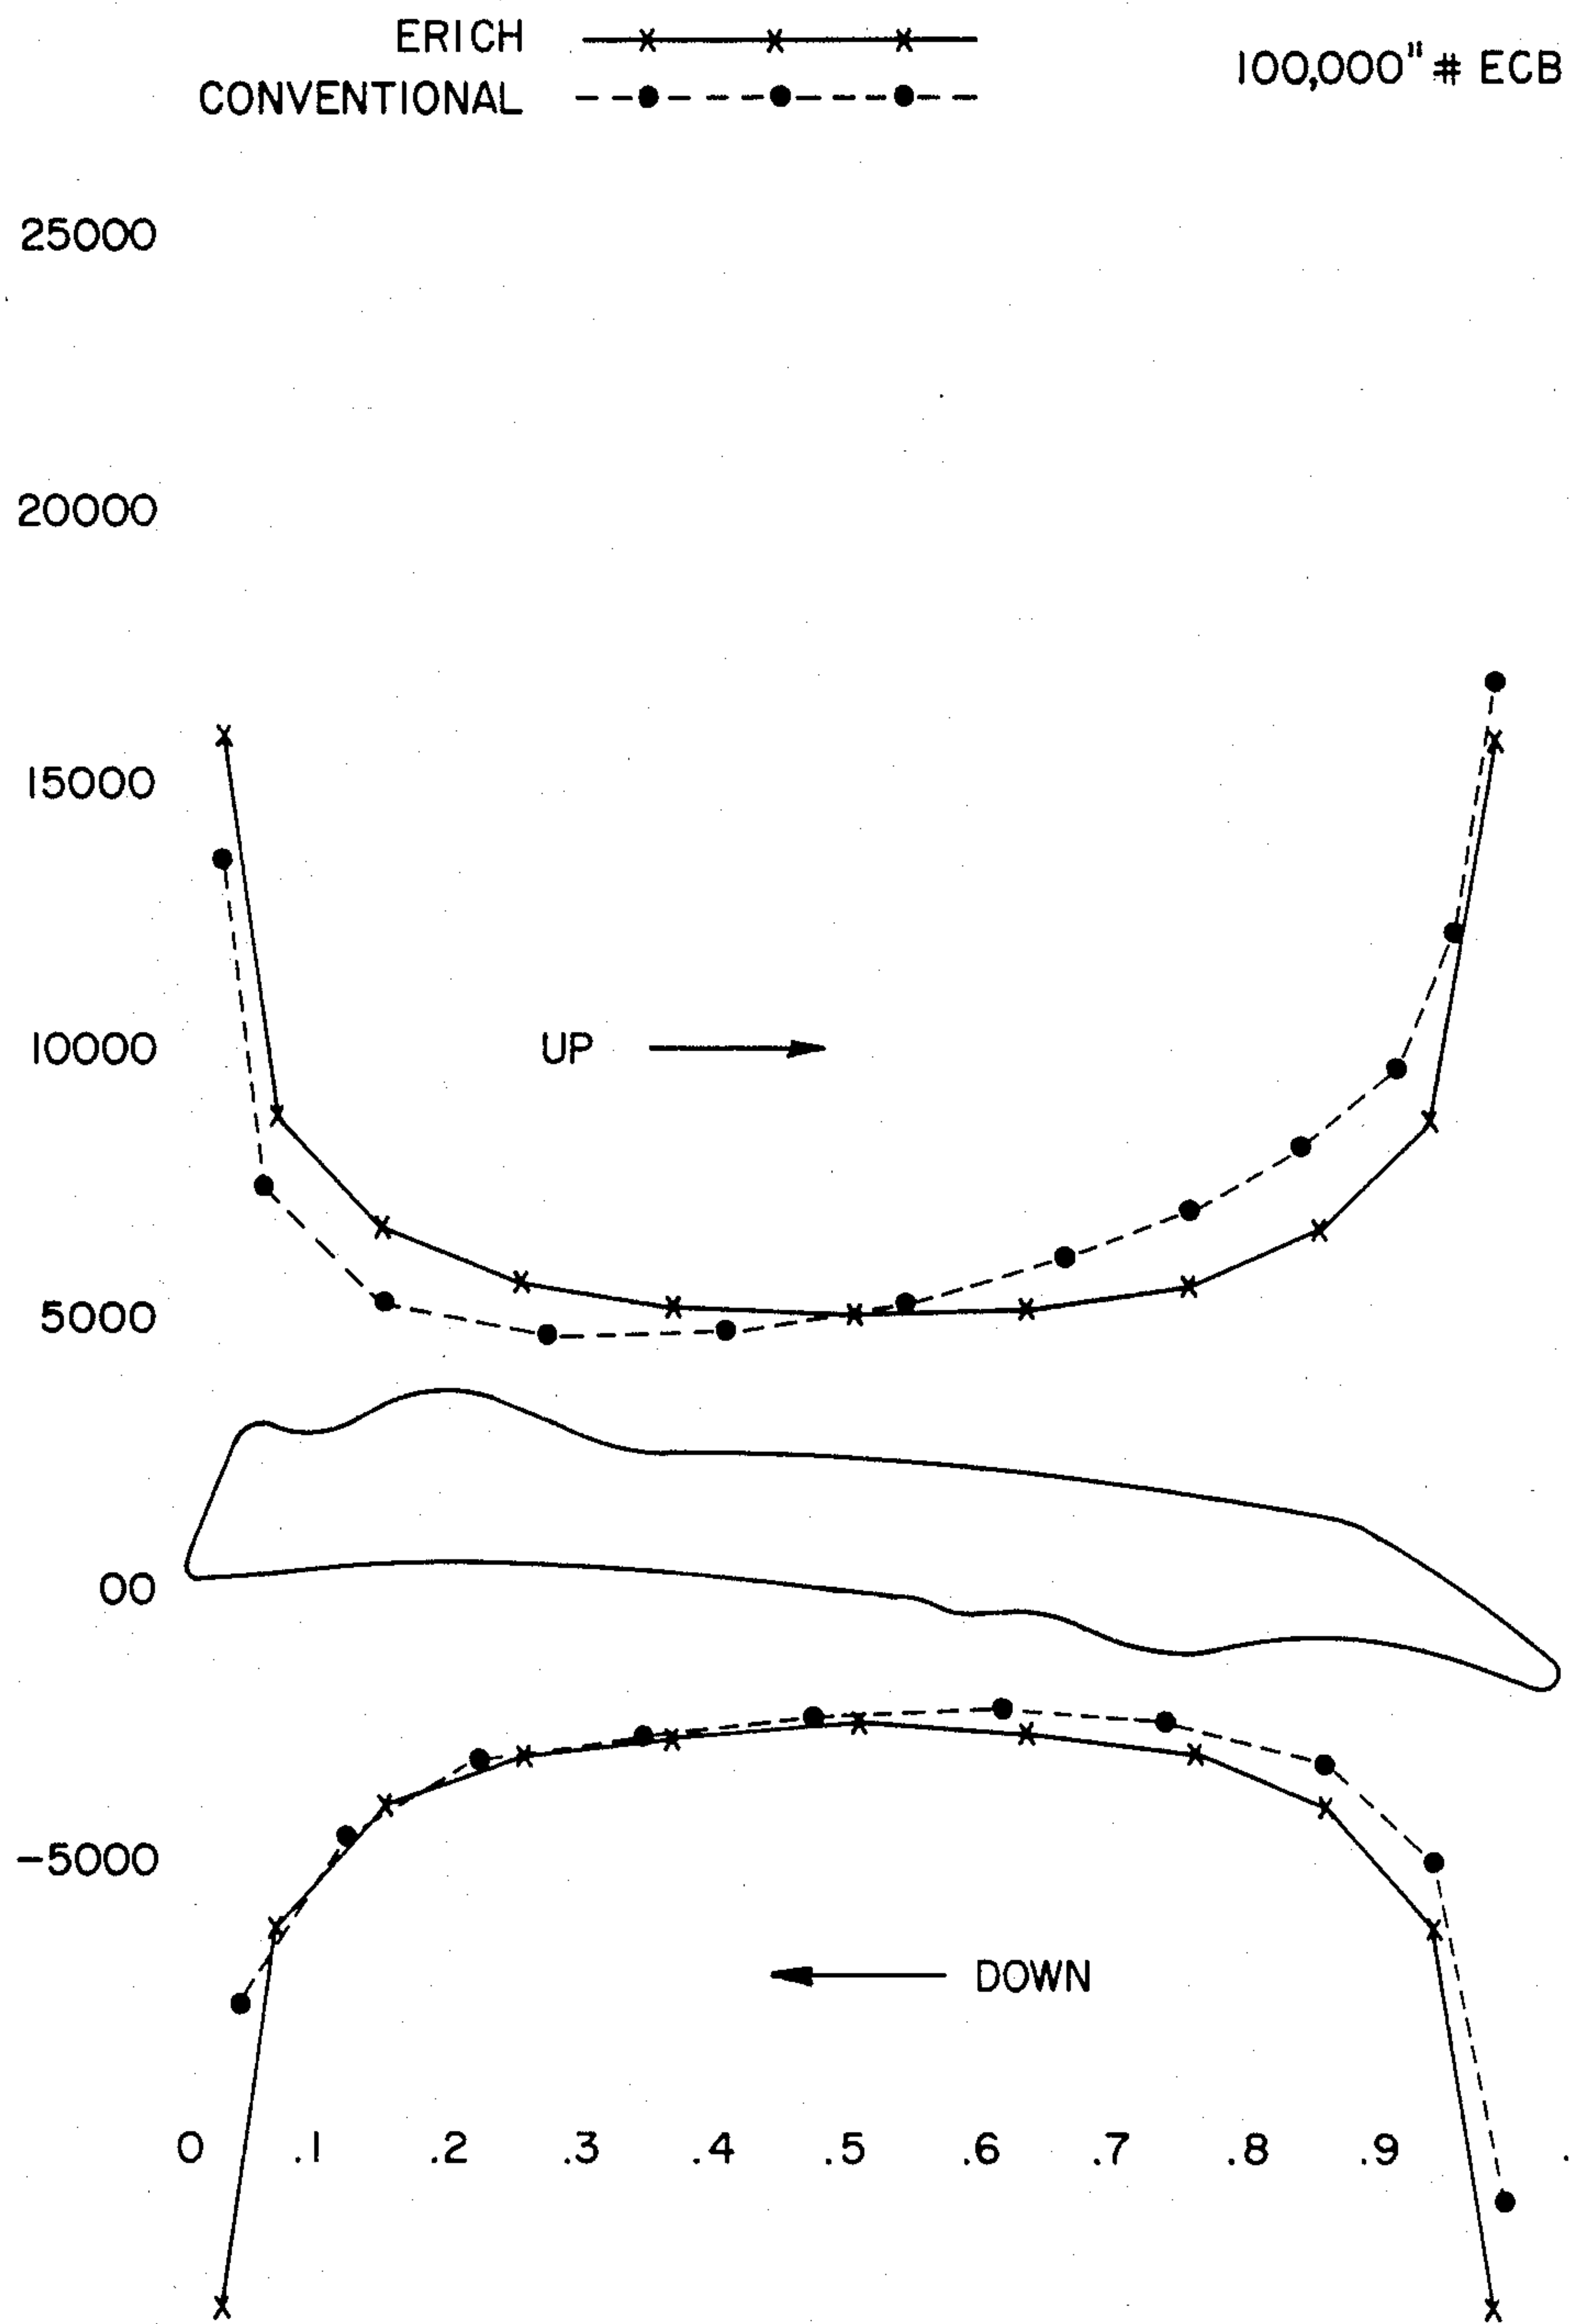 ERICH
100,000"# ECB
CONVENTIONAL
25000
20000
15000
10000
UP
5000
00
-5000
DOWN
0 .1 .2 .3 .4 .5 .6 .7 .8 .9 .